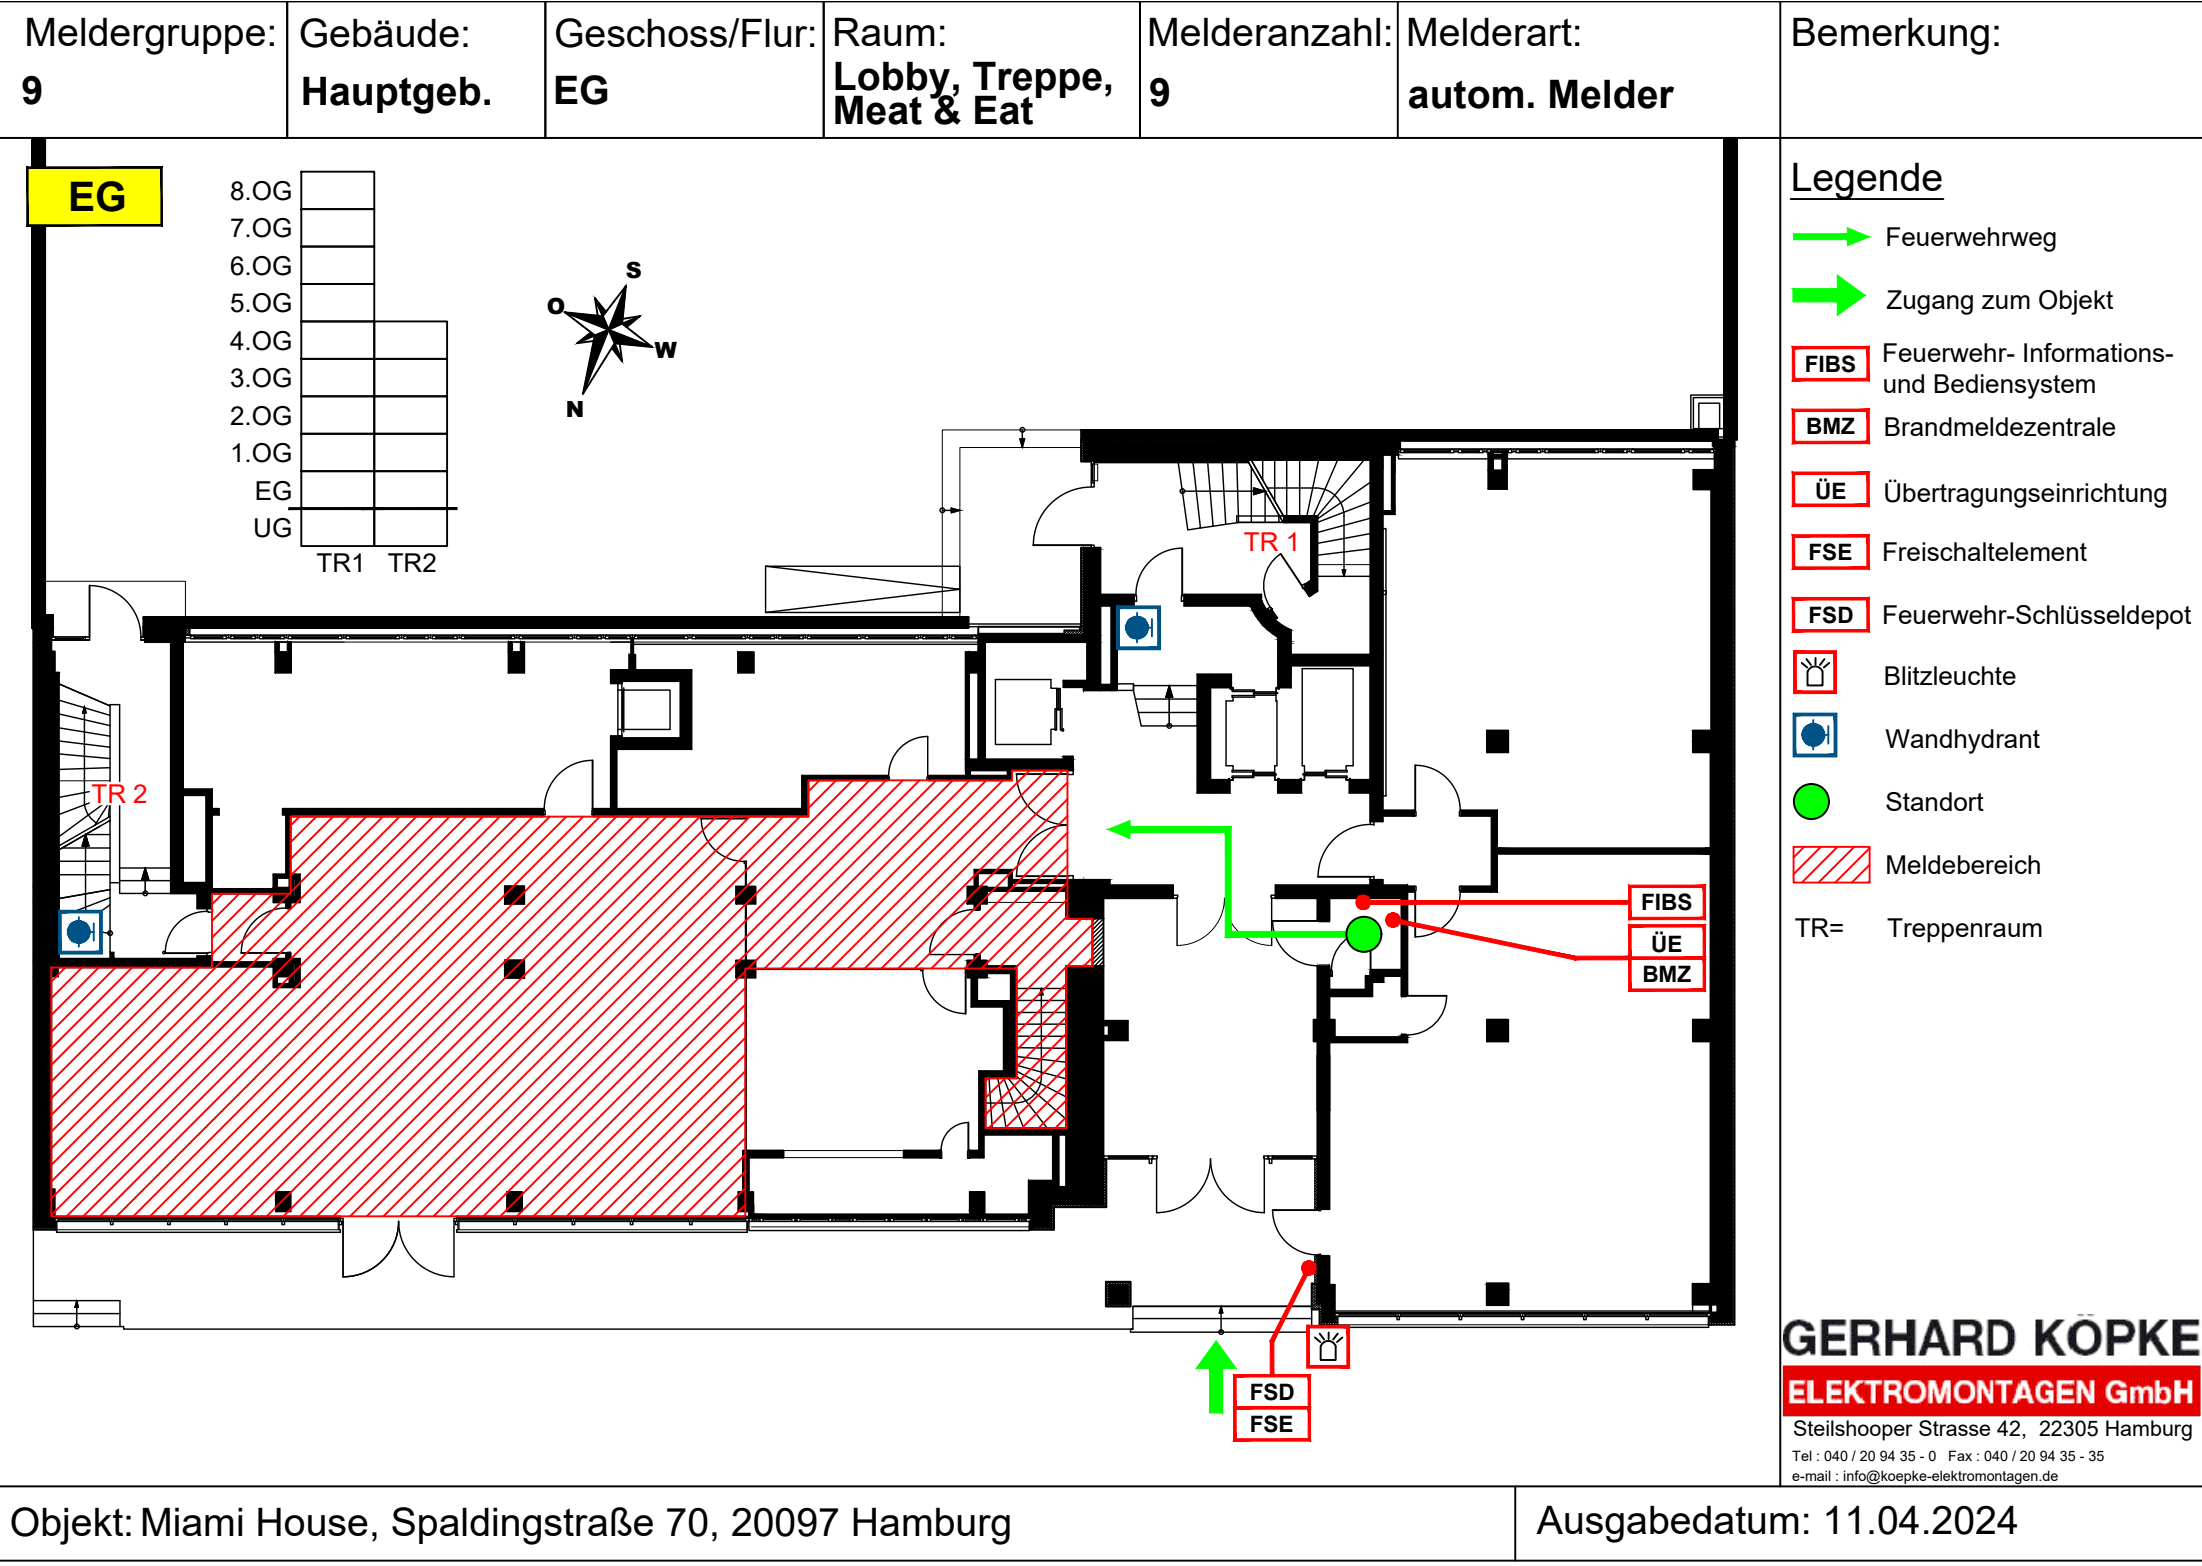 Meldergruppe:
9
Gebäude:
Hauptgeb.
Geschoss/Flur:
EG
Raum:
Lobby, Treppe,
Meat & Eat
Melderanzahl:
9
Melderart:
autom. Melder
Bemerkung:
EG
8.OG
7.OG
6.OG
5.OG
4.OG
3.OG
2.OG
1.OG
EG
UG
TR1 TR2
S
O
W
N
TR 1
TR 2
FIBS
ÜE
BMZ
FSD
FSE
Legende
Feuerwehrweg
Zugang zum Objekt
FIBS Feuerwehr- Informations-
und Bediensystem
BMZ Brandmeldezentrale
ÜE Übertragungseinrichtung
FSE Freischaltelement
FSD Feuerwehr-Schlüsseldepot
Blitzleuchte
Wandhydrant
Standort
Meldebereich
TR= Treppenraum
GERHARD KÖPKE
ELEKTROMONTAGEN GmbH
Steilshooper Strasse 42, 22305 Hamburg
Tel : 040 / 20 94 35 - 0 Fax : 040 / 20 94 35 - 35
e-mail : info@koepke-elektromontagen.de
Objekt: Miami House, Spaldingstraße 70, 20097 Hamburg
Ausgabedatum: 11.04.2024